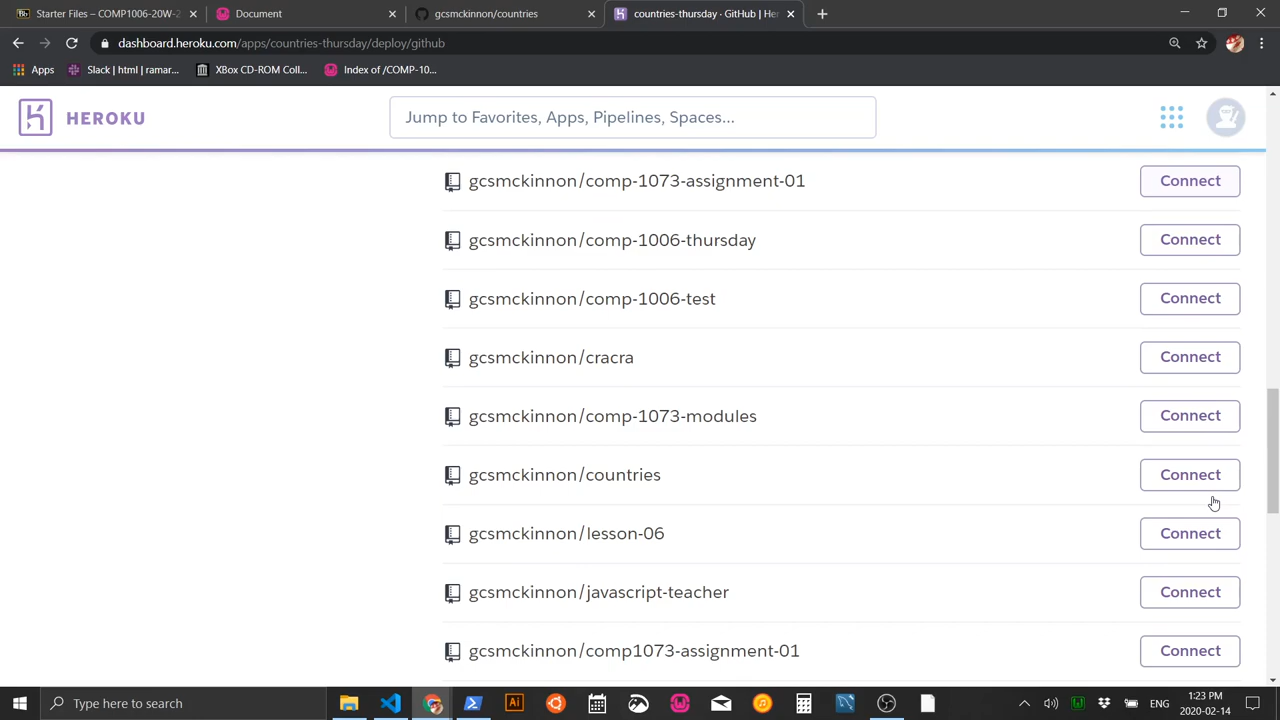 Starter Files – COMP1006-20W-2
Document
gcsmckinnon/countries
countries-thursday · GitHub | Her
dashboard.heroku.com/apps/countries-thursday/deploy/github
Apps
Slack | html | ramar...
XBox CD-ROM Coll...
Index of /COMP-10...
HEROKU
Jump to Favorites, Apps, Pipelines, Spaces...
gcsmckinnon/comp-1073-assignment-01 Connect
gcsmckinnon/comp-1006-thursday Connect
gcsmckinnon/comp-1006-test Connect
gcsmckinnon/cracra Connect
gcsmckinnon/comp-1073-modules Connect
gcsmckinnon/countries Connect
gcsmckinnon/lesson-06 Connect
gcsmckinnon/javascript-teacher Connect
gcsmckinnon/comp1073-assignment-01 Connect
Type here to search
Ai
ENG
1:23 PM
2020-02-14